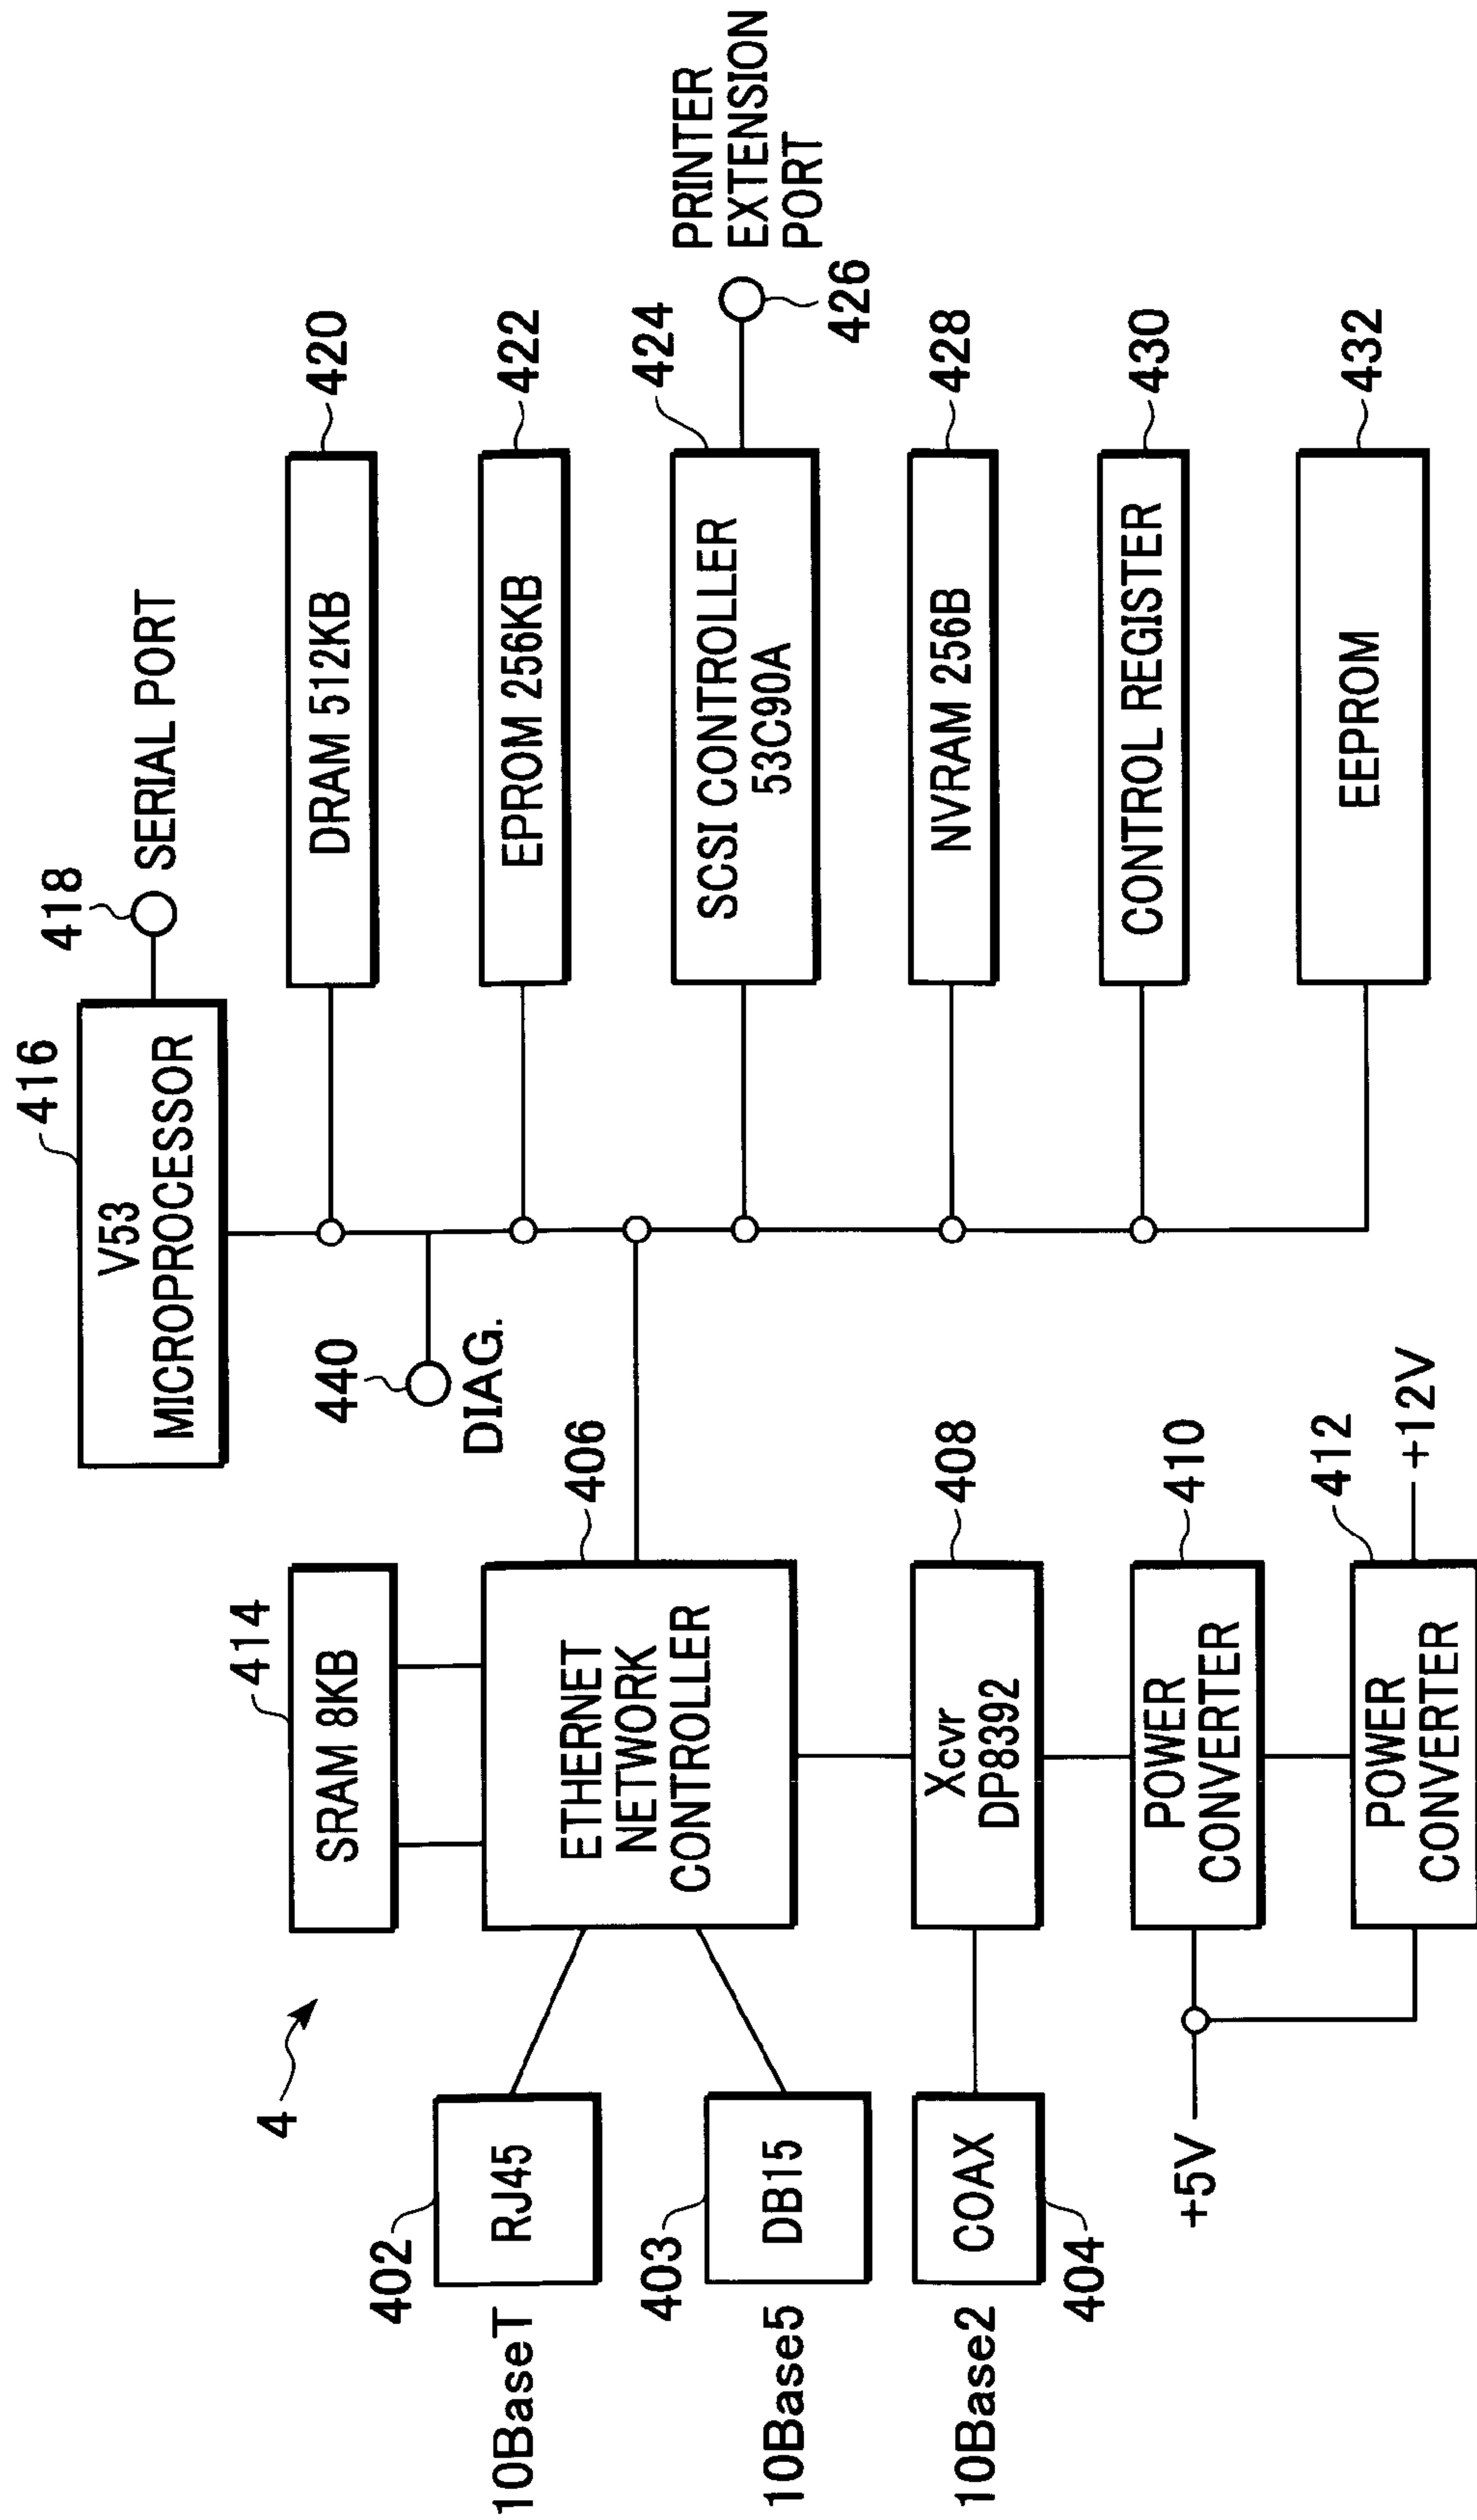 416
V53
MICROPROCESSOR
418
SERIAL PORT
4
414
SRAM 8KB
440
DIAG.
DRAM 512KB
420
402
10BaseT
RJ45
406
ETHERNET
NETWORK
CONTROLLER
EPROM 256KB
422
403
10Base5
DB15
SCSI CONTROLLER
53C90A
424
PRINTER
EXTENSION
PORT
426
10Base2
COAX
404
Xcvr
DP8392
408
NVRAM 256B
428
+5V
POWER
CONVERTER
410
CONTROL REGISTER
430
POWER
CONVERTER
412
+12V
EEPROM
432